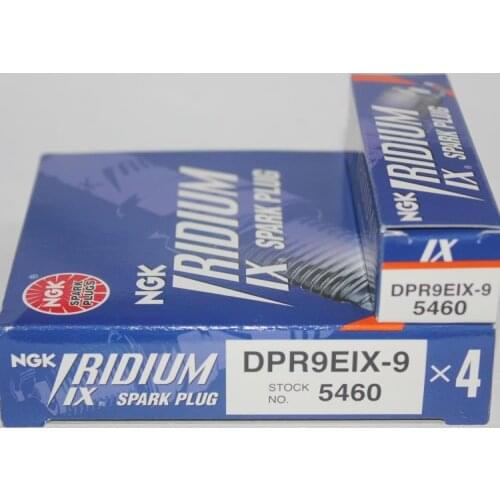 NGK IRIDIUM
IX SPARK PLUG
NGK
SPARK
PLUGS
NGK IRIDIUM
IX SPARK PLUG
DPR9EIX-9
STOCK
NO. 5460
×4
NGK IRIDIUM
IX SPARK PLUG
IX
DPR9EIX-9
5460